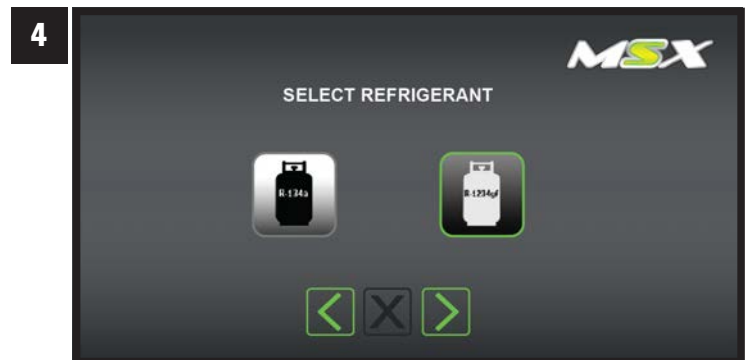 4
MSX
SELECT REFRIGERANT
R-134a
R-1234yf
X